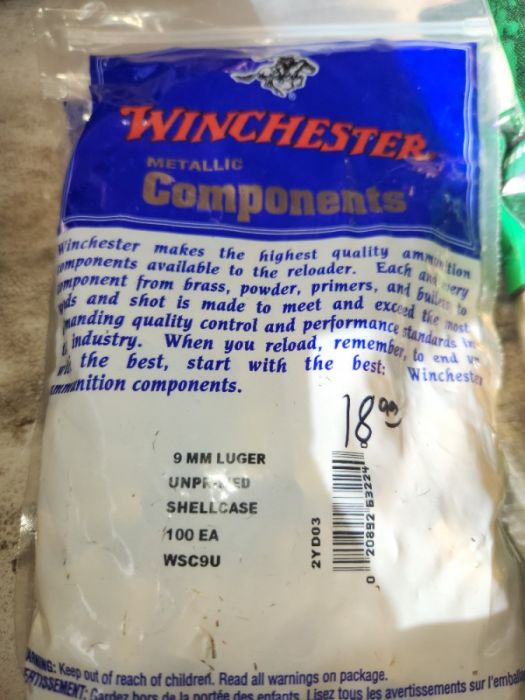 WINCHESTER
METALLIC
Components
Winchester makes the highest quality ammunition
components available to the reloader. Each and every
component from brass, powder, primers, and bullets to
wads and shot is made to meet and exceed the most
demanding quality control and performance standards in
industry. When you reload, remember, to end up
with the best, start with the best: Winchester
ammunition components.
18.00
9 MM LUGER
UNPRIMED
SHELLCASE
100 EA
WSC9U
2YD03
0 20892 63224
WARNING: Keep out of reach of children. Read all warnings on package.
AVERTISSEMENT: Gardez hors de la portée des enfants. Lisez tous les avertissements sur l'emballage